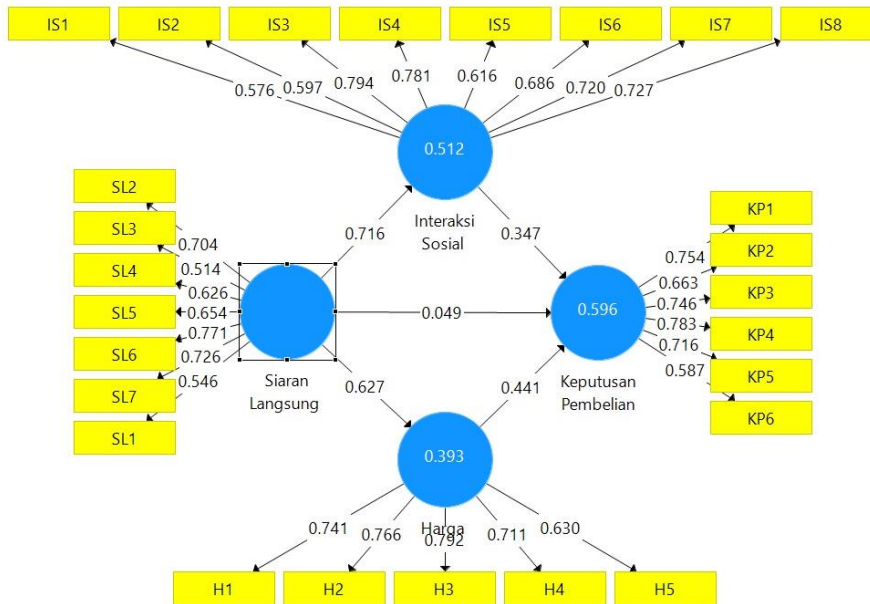 IS1 IS2 IS3 IS4 IS5 IS6 IS7 IS8
0.576 0.597 0.794 0.781 0.616 0.686 0.720 0.727
0.512
Interaksi
Sosial
SL2
SL3
SL4
SL5
SL6
SL7
SL1
0.704
0.514
0.626
0.654
0.771
0.726
0.546
Siaran
Langsung
0.716
0.347
0.049
0.627
0.441
0.596
Keputusan
Pembelian
0.754
0.663
0.746
0.783
0.716
0.587
KP1
KP2
KP3
KP4
KP5
KP6
0.393
Harga
0.741 0.766 0.792 0.711 0.630
H1 H2 H3 H4 H5